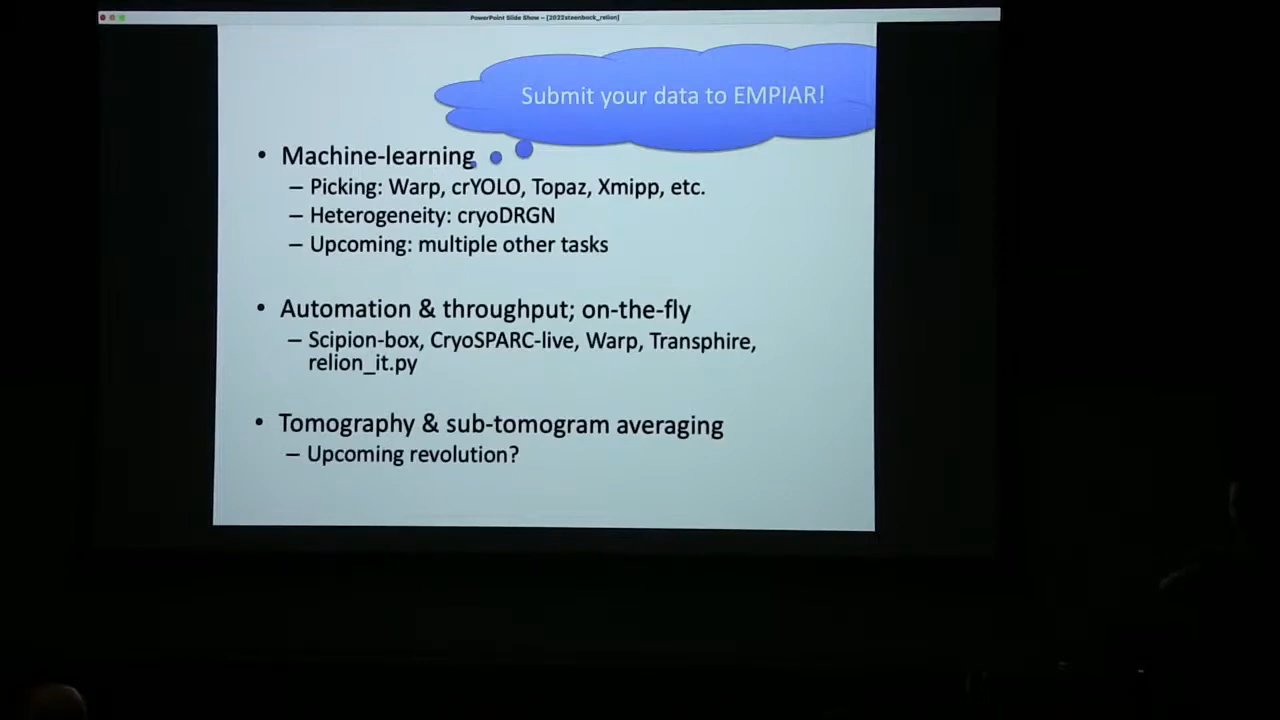 PowerPoint Slide Show – [2022steenbock_relion]
Submit your data to EMPIAR!
• Machine-learning
– Picking: Warp, crYOLO, Topaz, Xmipp, etc.
– Heterogeneity: cryoDRGN
– Upcoming: multiple other tasks
• Automation & throughput; on-the-fly
– Scipion-box, CryoSPARC-live, Warp, Transphire,
relion_it.py
• Tomography & sub-tomogram averaging
– Upcoming revolution?